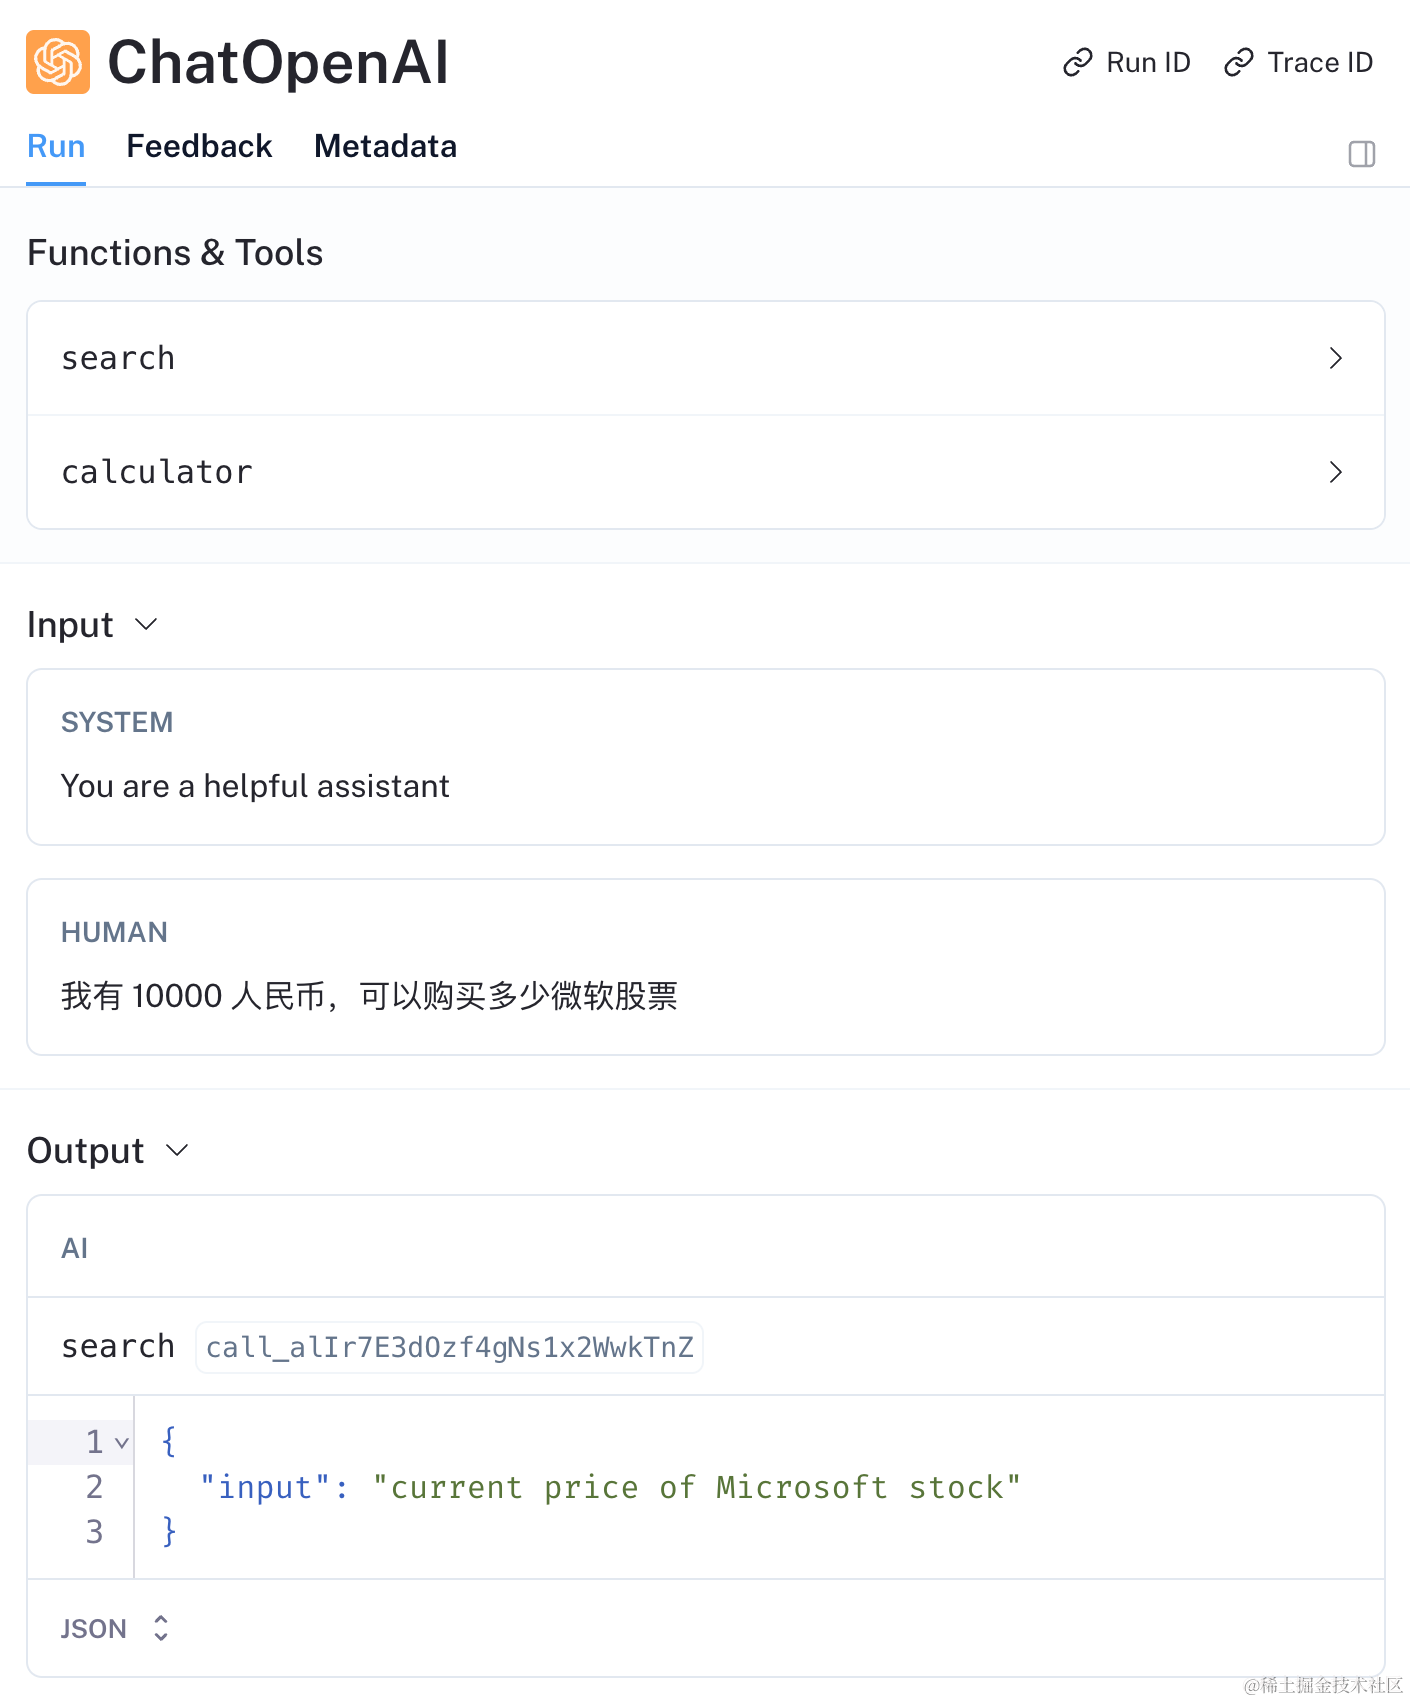 ChatOpenAI
Run ID Trace ID
Run Feedback Metadata
Functions & Tools
search
calculator
Input
SYSTEM
You are a helpful assistant
HUMAN
我有 10000 人民币，可以购买多少微软股票
Output
AI
search call_alIr7E3dOzf4gNs1x2WwkTnZ
1 {
2 "input": "current price of Microsoft stock"
3 }
JSON
@稀土掘金技术社区